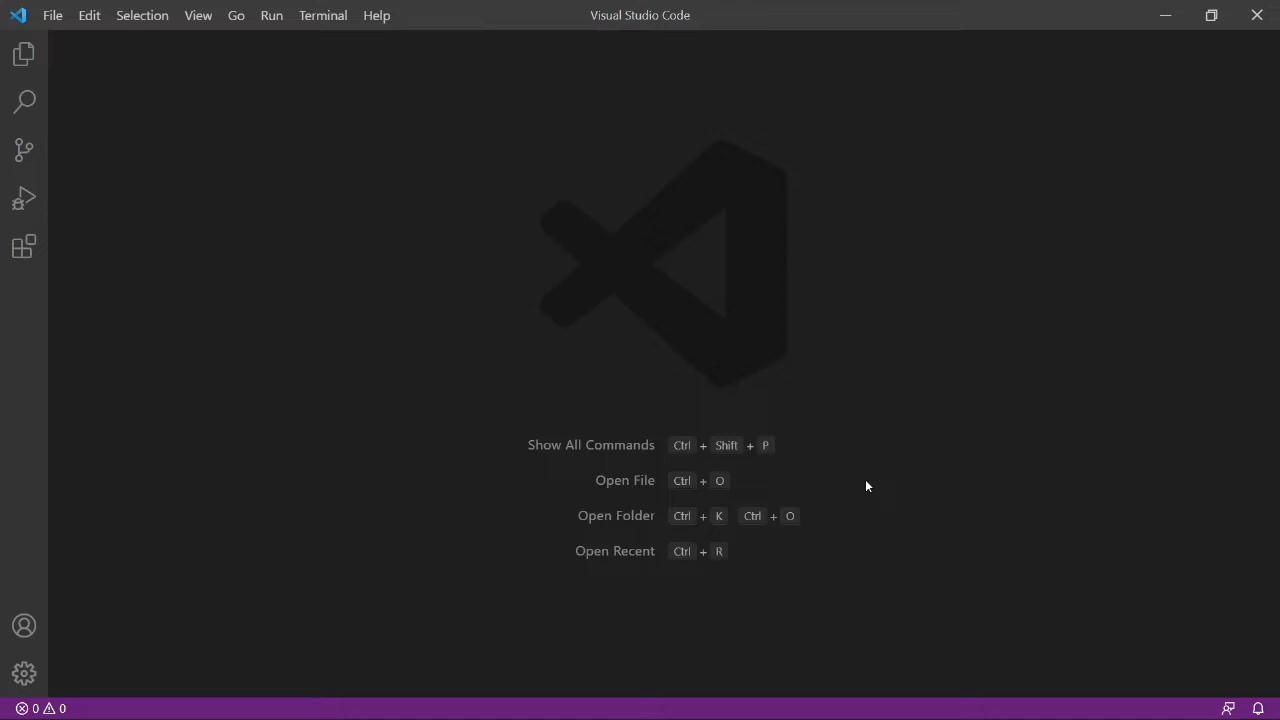 File Edit Selection View Go Run Terminal Help Visual Studio Code
Show All Commands Ctrl + Shift + P
Open File Ctrl + O
Open Folder Ctrl + K Ctrl + O
Open Recent Ctrl + R
0 0